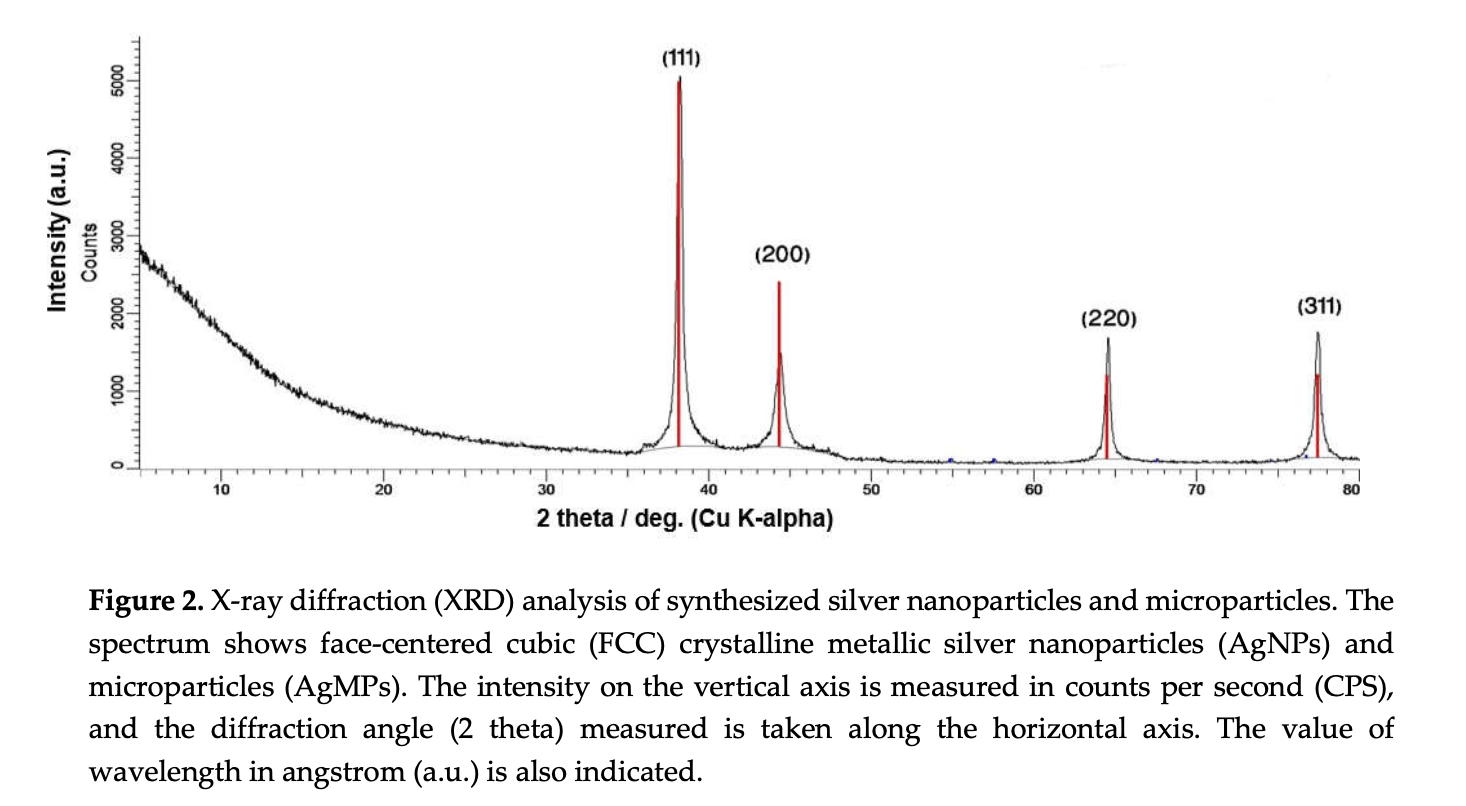 (111)
(200)
(220)
(311)
5000
4000
3000
2000
1000
0
Intensity (a.u.)
Counts
10 20 30 40 50 60 70 80
2 theta / deg. (Cu K-alpha)
Figure 2. X-ray diffraction (XRD) analysis of synthesized silver nanoparticles and microparticles. The
spectrum shows face-centered cubic (FCC) crystalline metallic silver nanoparticles (AgNPs) and
microparticles (AgMPs). The intensity on the vertical axis is measured in counts per second (CPS),
and the diffraction angle (2 theta) measured is taken along the horizontal axis. The value of
wavelength in angstrom (a.u.) is also indicated.